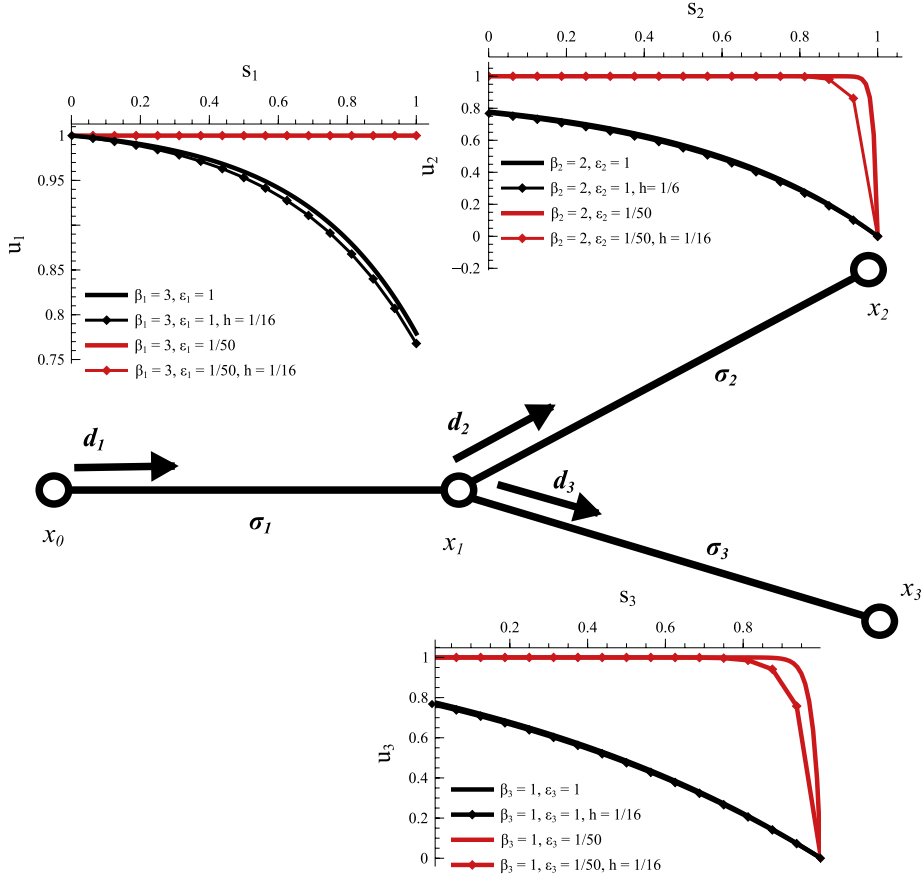 s₁
0 0.2 0.4 0.6 0.8 1
1
0.95
0.85
0.8
0.75
u₁
β₁ = 3, ε₁ = 1
β₁ = 3, ε₁ = 1, h = 1/16
β₁ = 3, ε₁ = 1/50
β₁ = 3, ε₁ = 1/50, h = 1/16
s₂
0 0.2 0.4 0.6 0.8 1
1
0.8
0.6
0.4
0.2
0
−0.2
u₂
β₂ = 2, ε₂ = 1
β₂ = 2, ε₂ = 1, h= 1/6
β₂ = 2, ε₂ = 1/50
β₂ = 2, ε₂ = 1/50, h = 1/16
x₂
σ₂
d₁
d₂
d₃
x₀
σ₁
x₁
σ₃
x₃
s₃
0.2 0.4 0.6 0.8
1
0.8
0.6
0.4
0.2
0
u₃
β₃ = 1, ε₃ = 1
β₃ = 1, ε₃ = 1, h = 1/16
β₃ = 1, ε₃ = 1/50
β₃ = 1, ε₃ = 1/50, h = 1/16